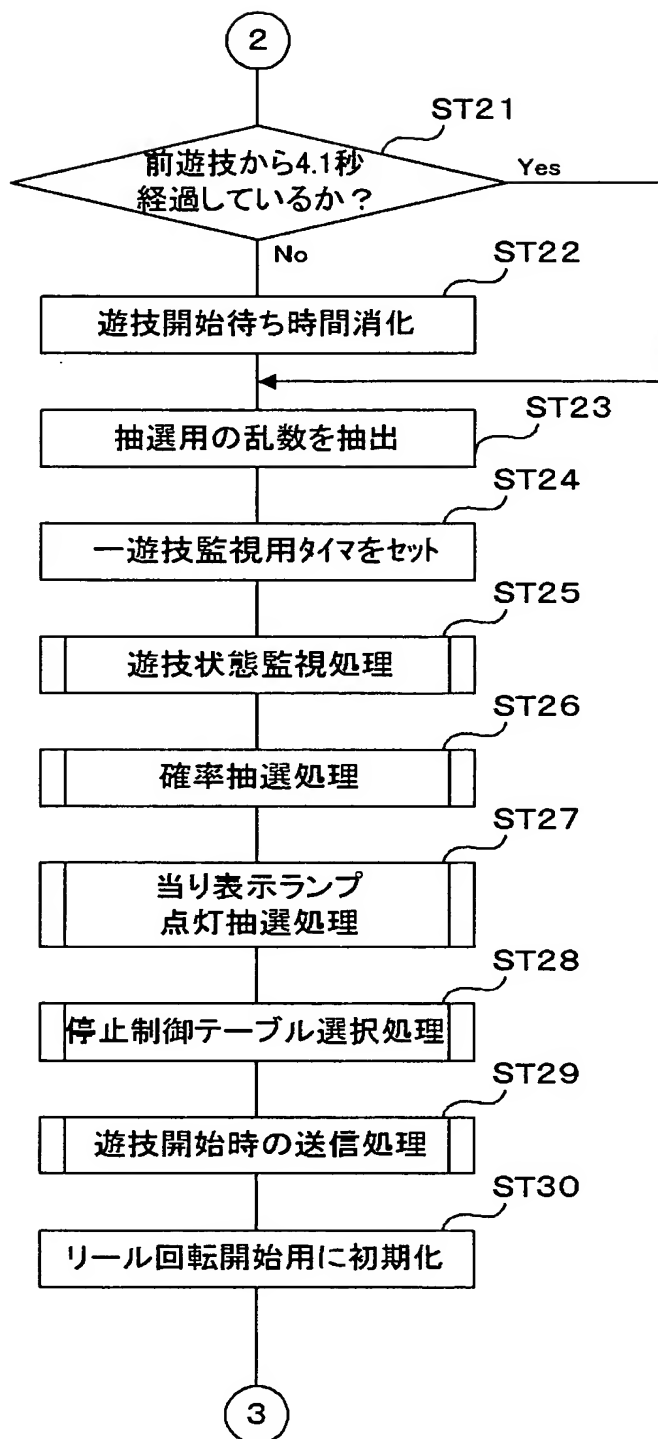 2
ST21
前遊技から4.1秒
経過しているか？
Yes
No
ST22
遊技開始待ち時間消化
ST23
抽選用の乱数を抽出
ST24
一遊技監視用タイマをセット
ST25
遊技状態監視処理
ST26
確率抽選処理
ST27
当り表示ランプ
点灯抽選処理
ST28
停止制御テーブル選択処理
ST29
遊技開始時の送信処理
ST30
リール回転開始用に初期化
3